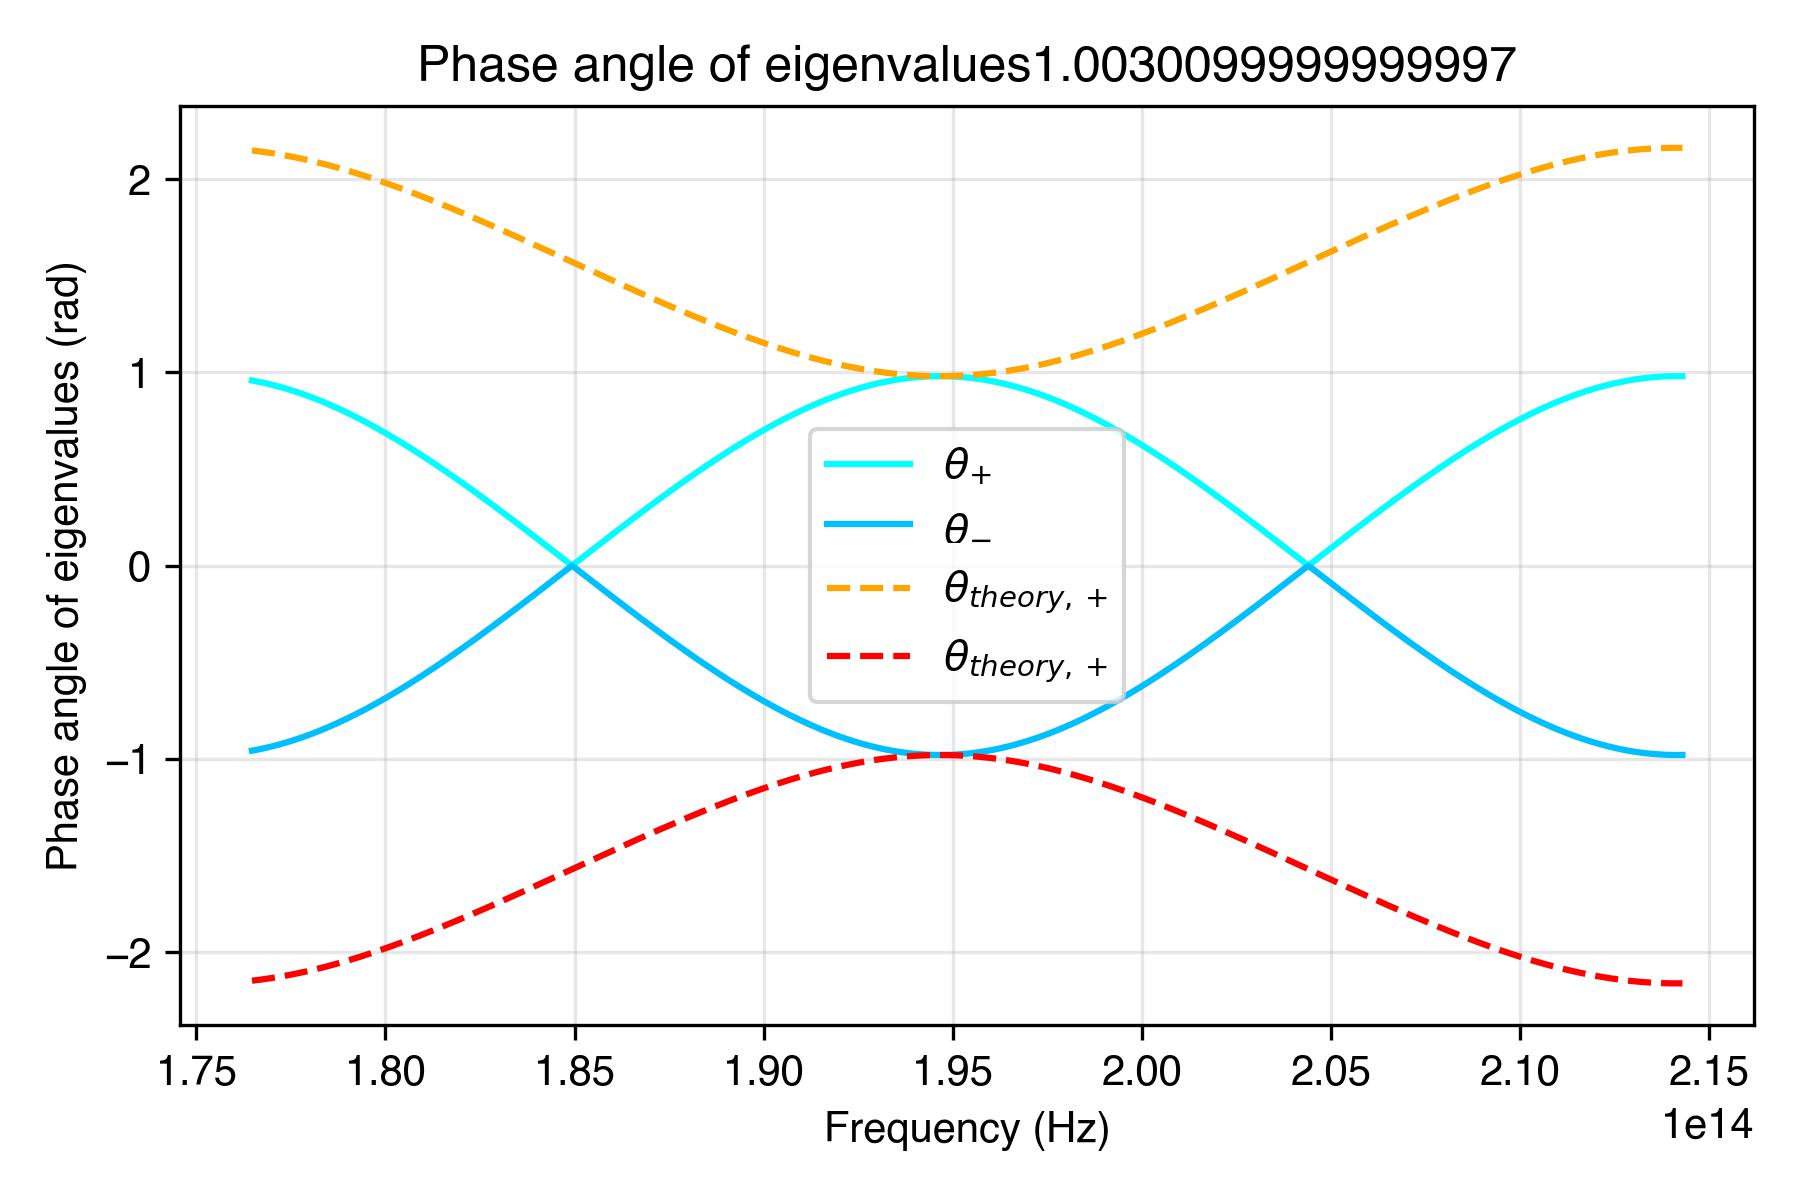 Phase angle of eigenvalues1.0030099999999997
Phase angle of eigenvalues (rad)
2
1
0
−1
−2
θ+
θ−
θtheory, +
θtheory, +
1.75 1.80 1.85 1.90 1.95 2.00 2.05 2.10 2.15
1e14
Frequency (Hz)